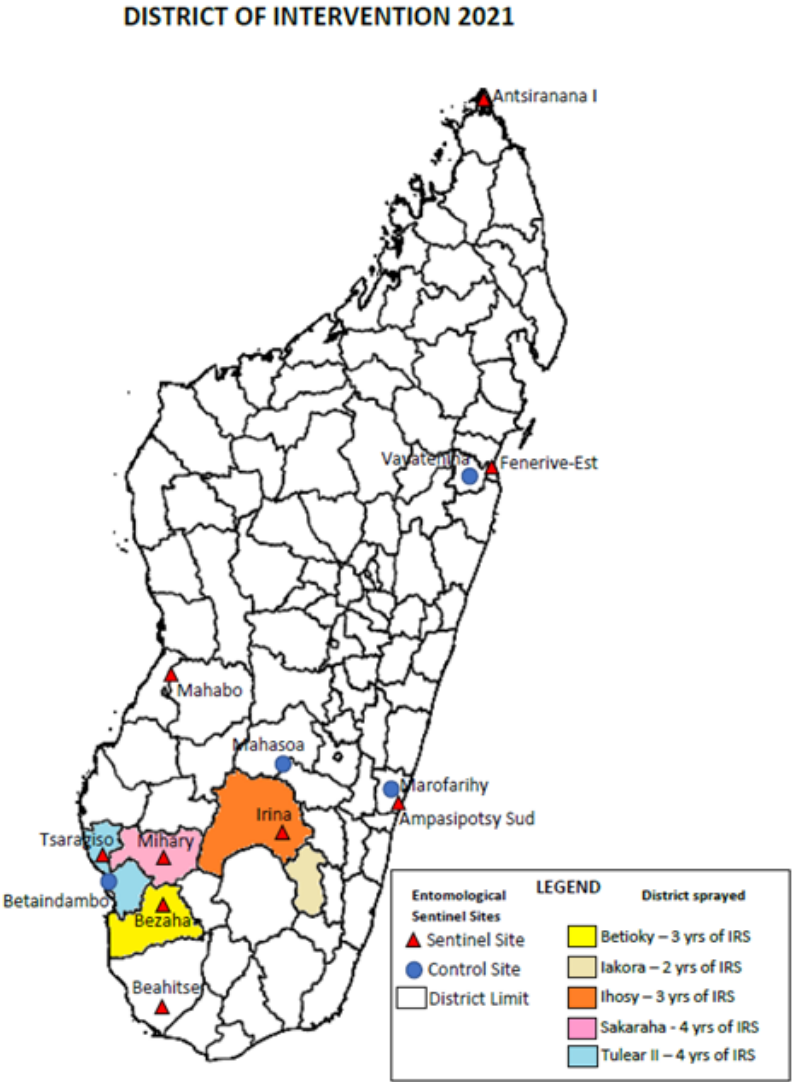 DISTRICT OF INTERVENTION 2021
Antsiranana I
Vavatenina
Fenerive-Est
Mahabo
Mahasoa
Marofarihy
Ampasipotsy Sud
Irina
Tsaragiso
Mihary
Betaindambo
Bezaha
Beahitse
LEGEND
Entomological
Sentinel Sites
District sprayed
Sentinel Site
Control Site
District Limit
Betioky – 3 yrs of IRS
Iakora – 2 yrs of IRS
Ihosy – 3 yrs of IRS
Sakaraha - 4 yrs of IRS
Tulear II – 4 yrs of IRS